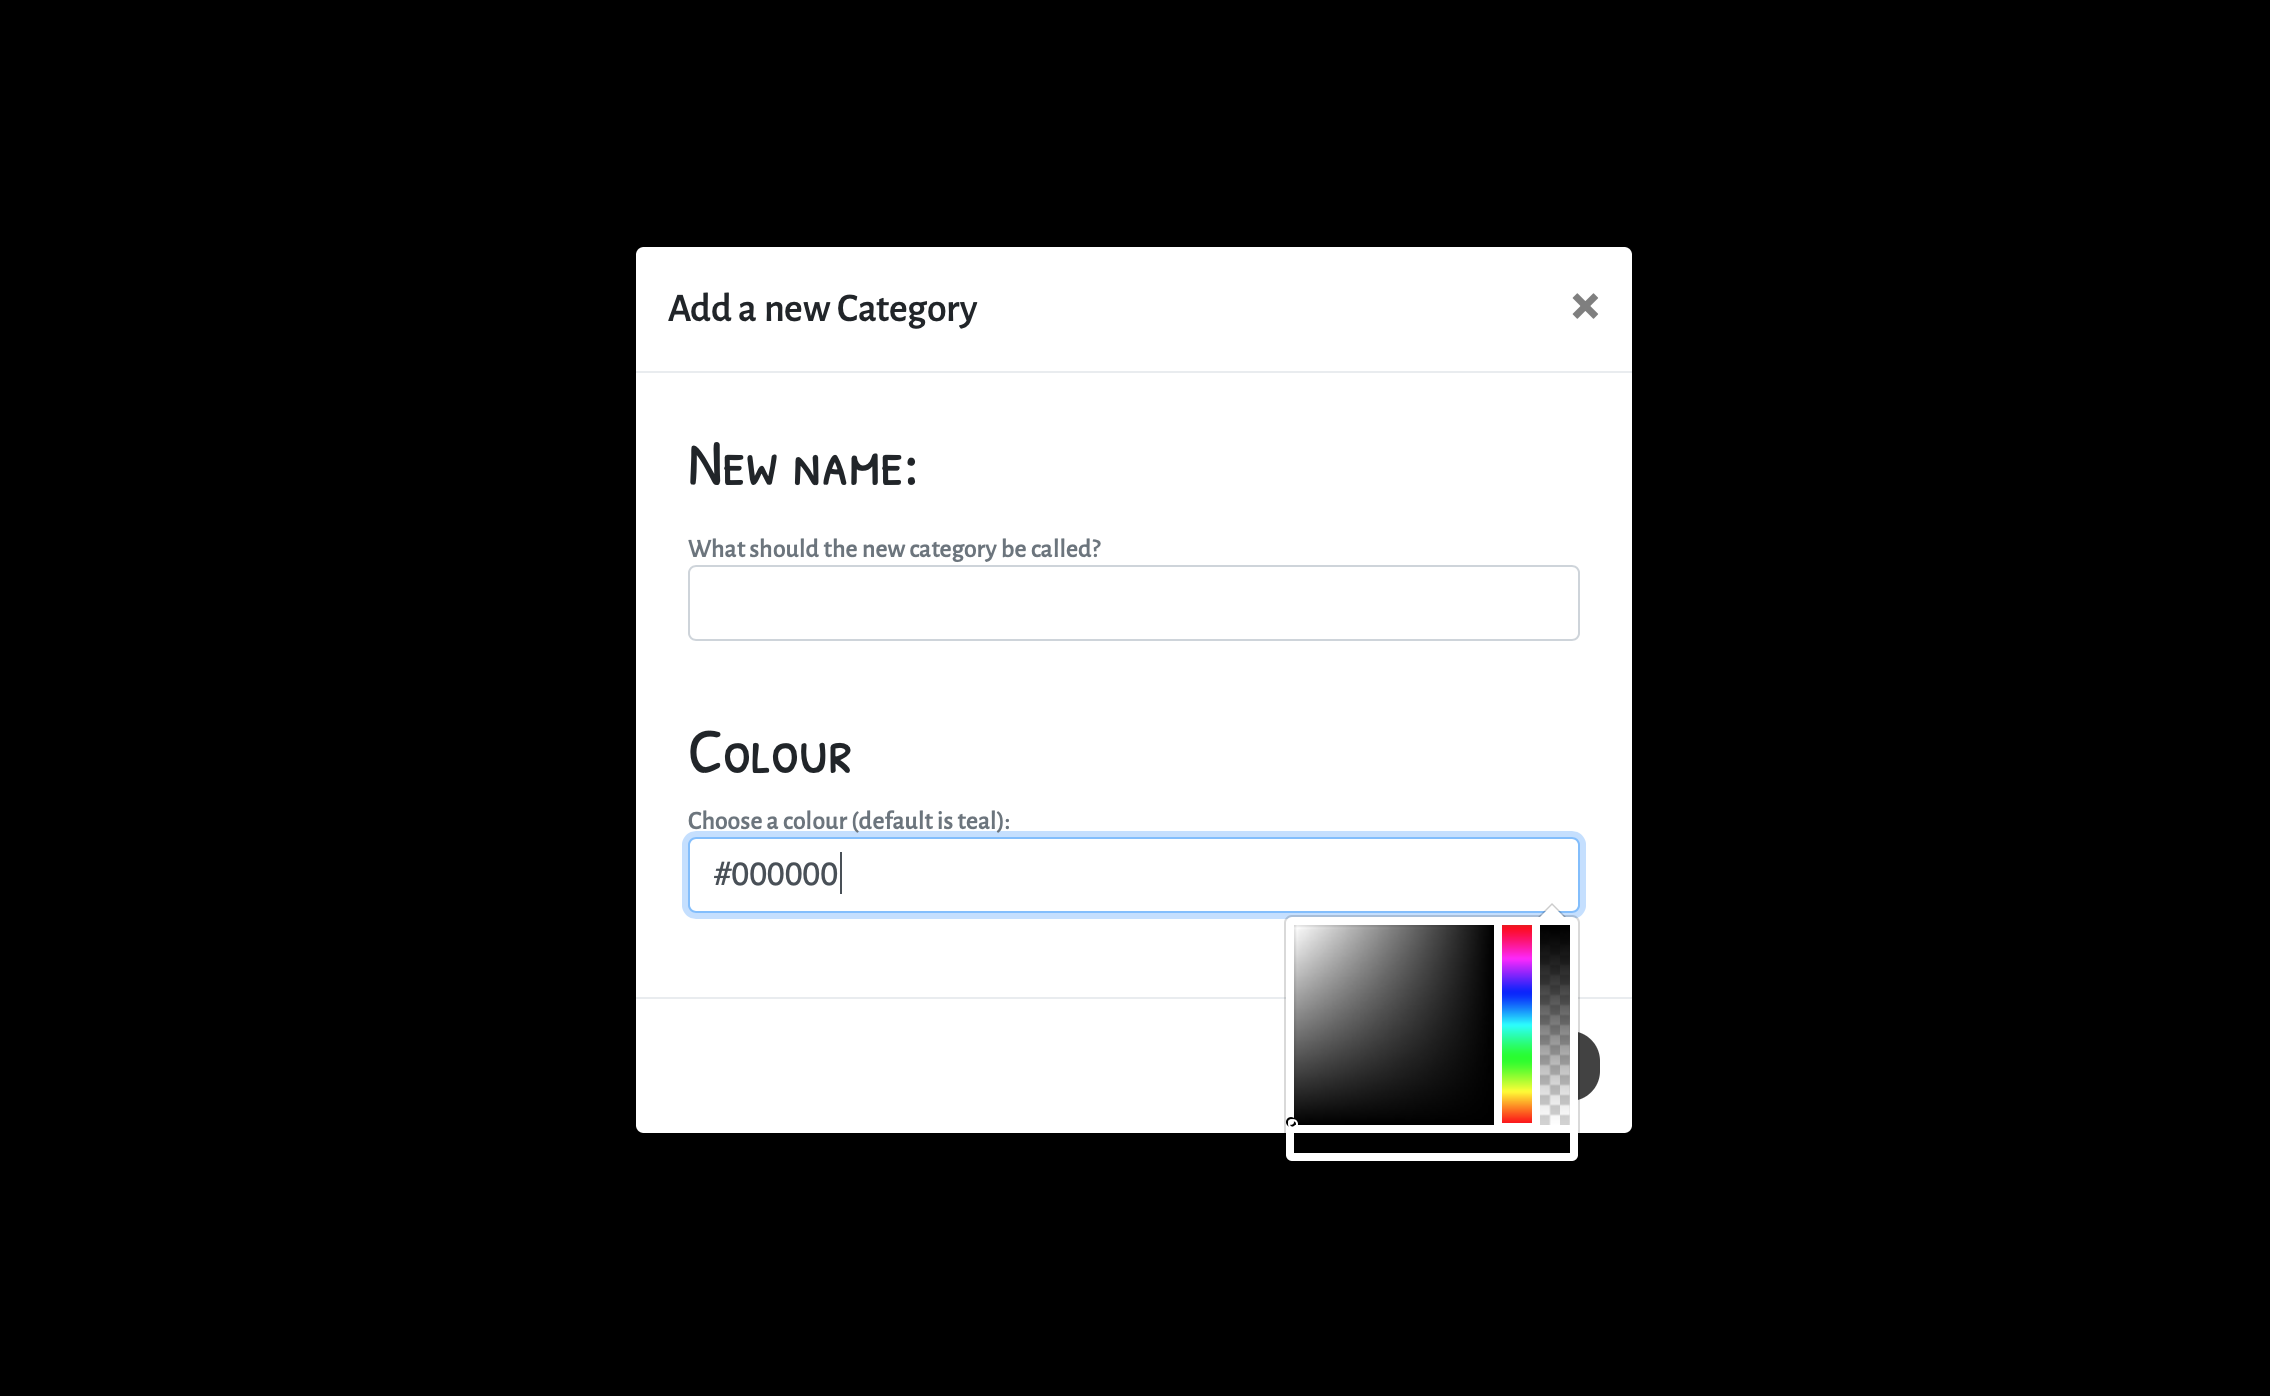 Add a new Category
New name:
What should the new category be called?
Colour
Choose a colour (default is teal):
#000000